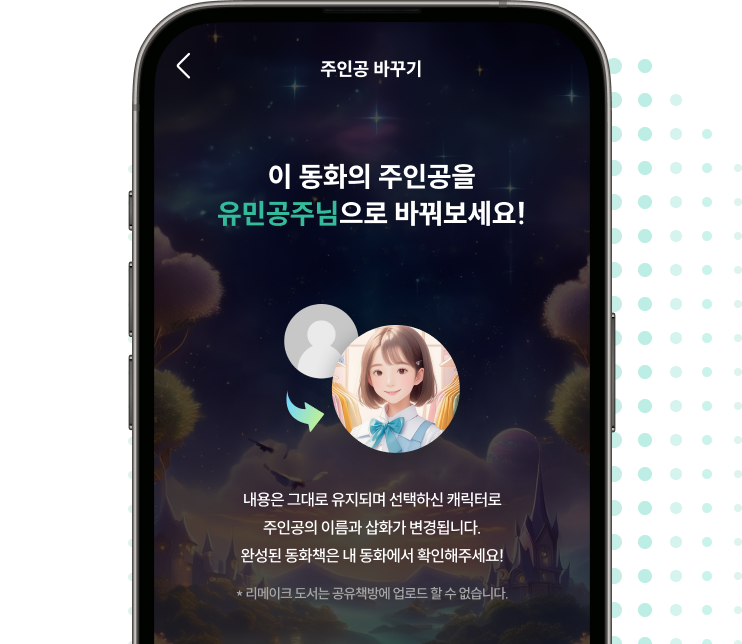 주인공 바꾸기
이 동화의 주인공을
유민공주님으로 바꿔보세요!
내용은 그대로 유지되며 선택하신 캐릭터로
주인공의 이름과 삽화가 변경됩니다.
완성된 동화책은 내 동화에서 확인해주세요!
* 리메이크 도서는 공유책방에 업로드 할 수 없습니다.